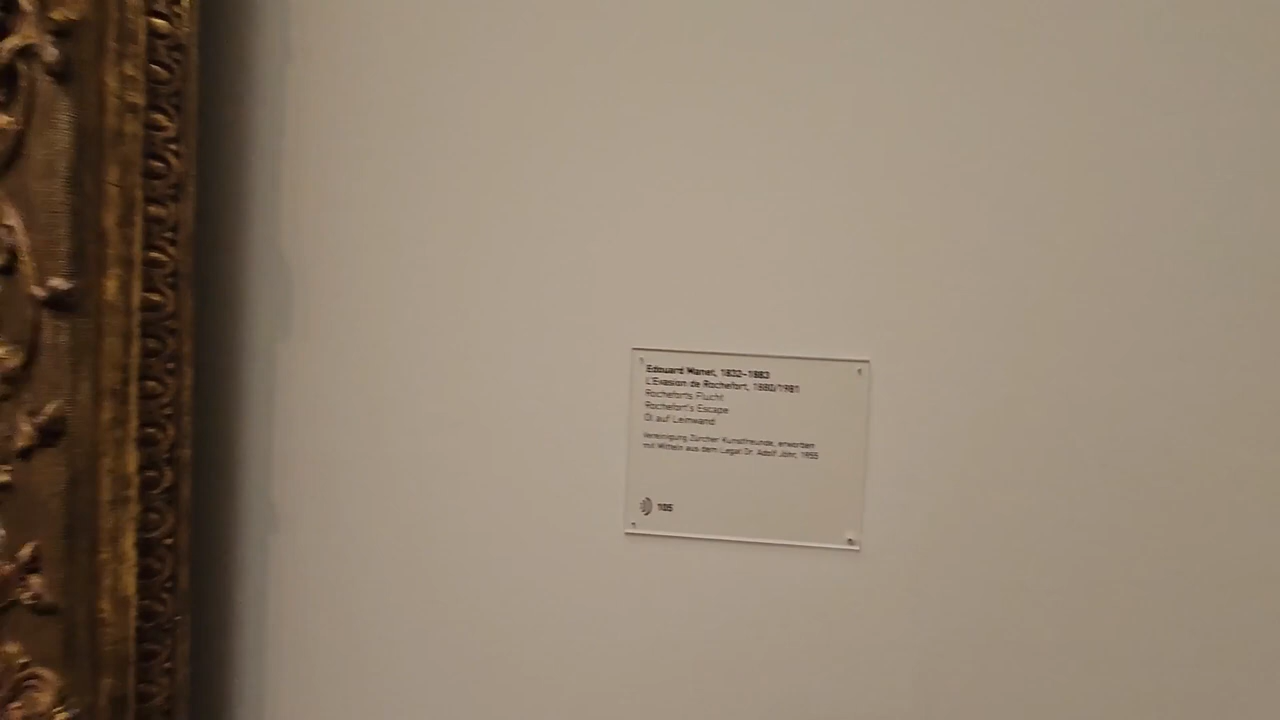 Edouard Manet, 1832–1883
L'Evasion de Rochefort, 1880/1981
Rocheforts Flucht
Rochefort's Escape
Öl auf Leinwand
Vereinigung Zürcher Kunstfreunde, erworben
mit Mitteln aus dem Legat Dr. Adolf Jöhr, 1955
105